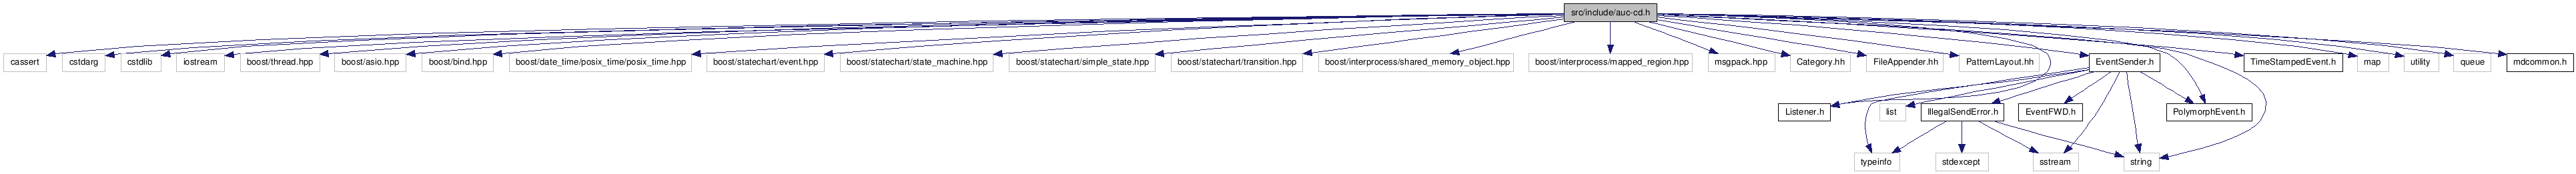 src/include/auc-cd.h
cassert
cstdarg
cstdlib
iostream
boost/thread.hpp
boost/asio.hpp
boost/bind.hpp
boost/date_time/posix_time/posix_time.hpp
boost/statechart/event.hpp
boost/statechart/state_machine.hpp
boost/statechart/simple_state.hpp
boost/statechart/transition.hpp
boost/interprocess/shared_memory_object.hpp
boost/interprocess/mapped_region.hpp
msgpack.hpp
Category.hh
FileAppender.hh
PatternLayout.hh
EventSender.h
TimeStampedEvent.h
map
utility
queue
mdcommon.h
Listener.h
list
IllegalSendError.h
EventFWD.h
PolymorphEvent.h
typeinfo
stdexcept
sstream
string